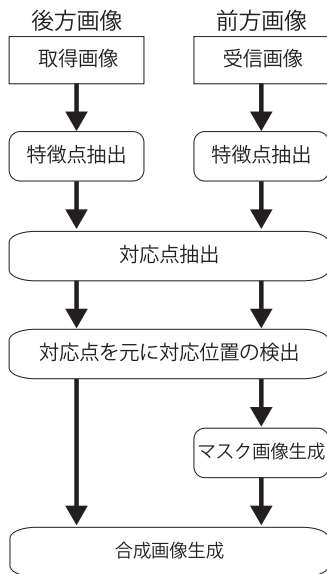 後方画像
前方画像
取得画像
受信画像
特徴点抽出
特徴点抽出
対応点抽出
対応点を元に対応位置の検出
マスク画像生成
合成画像生成